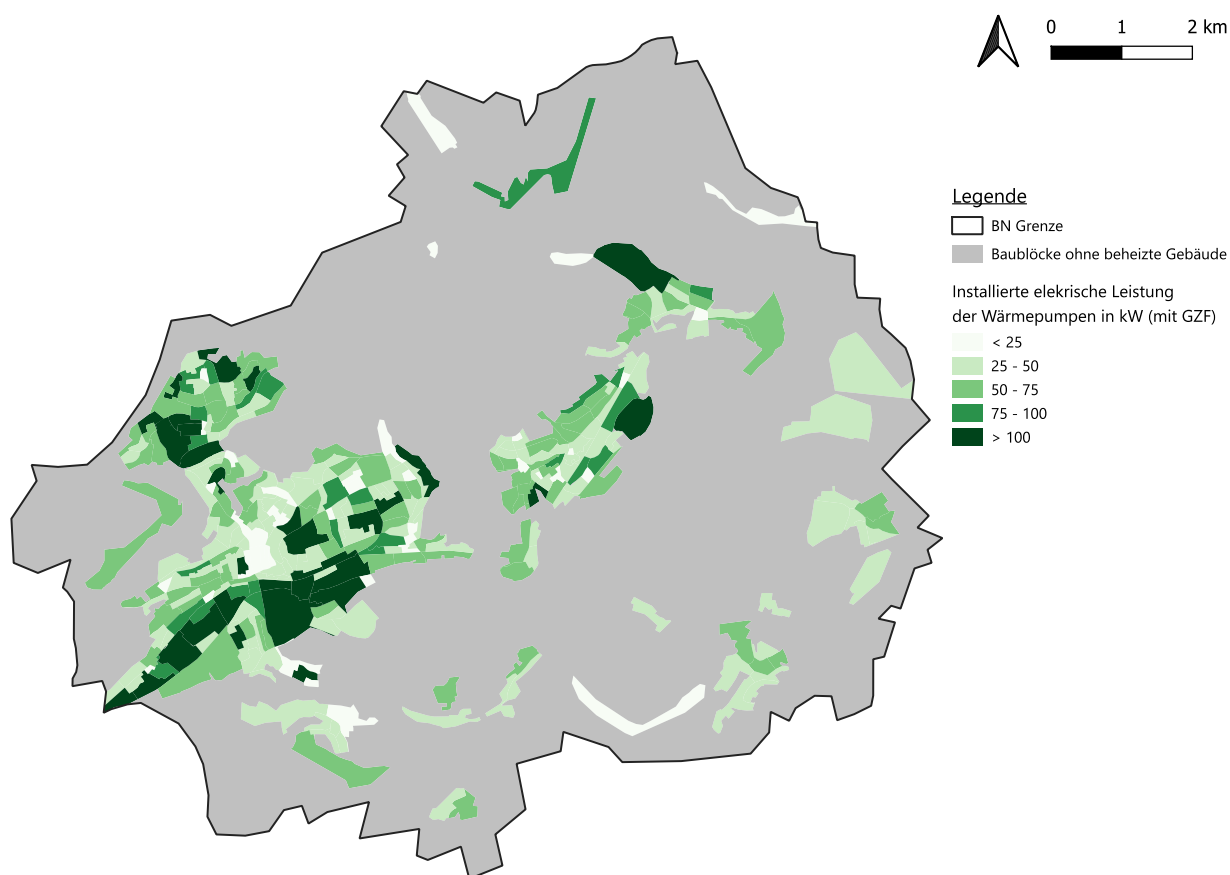 0 1 2 km
Legende
BN Grenze
Baublöcke ohne beheizte Gebäude
Installierte elekrische Leistung
der Wärmepumpen in kW (mit GZF)
< 25
25 - 50
50 - 75
75 - 100
> 100